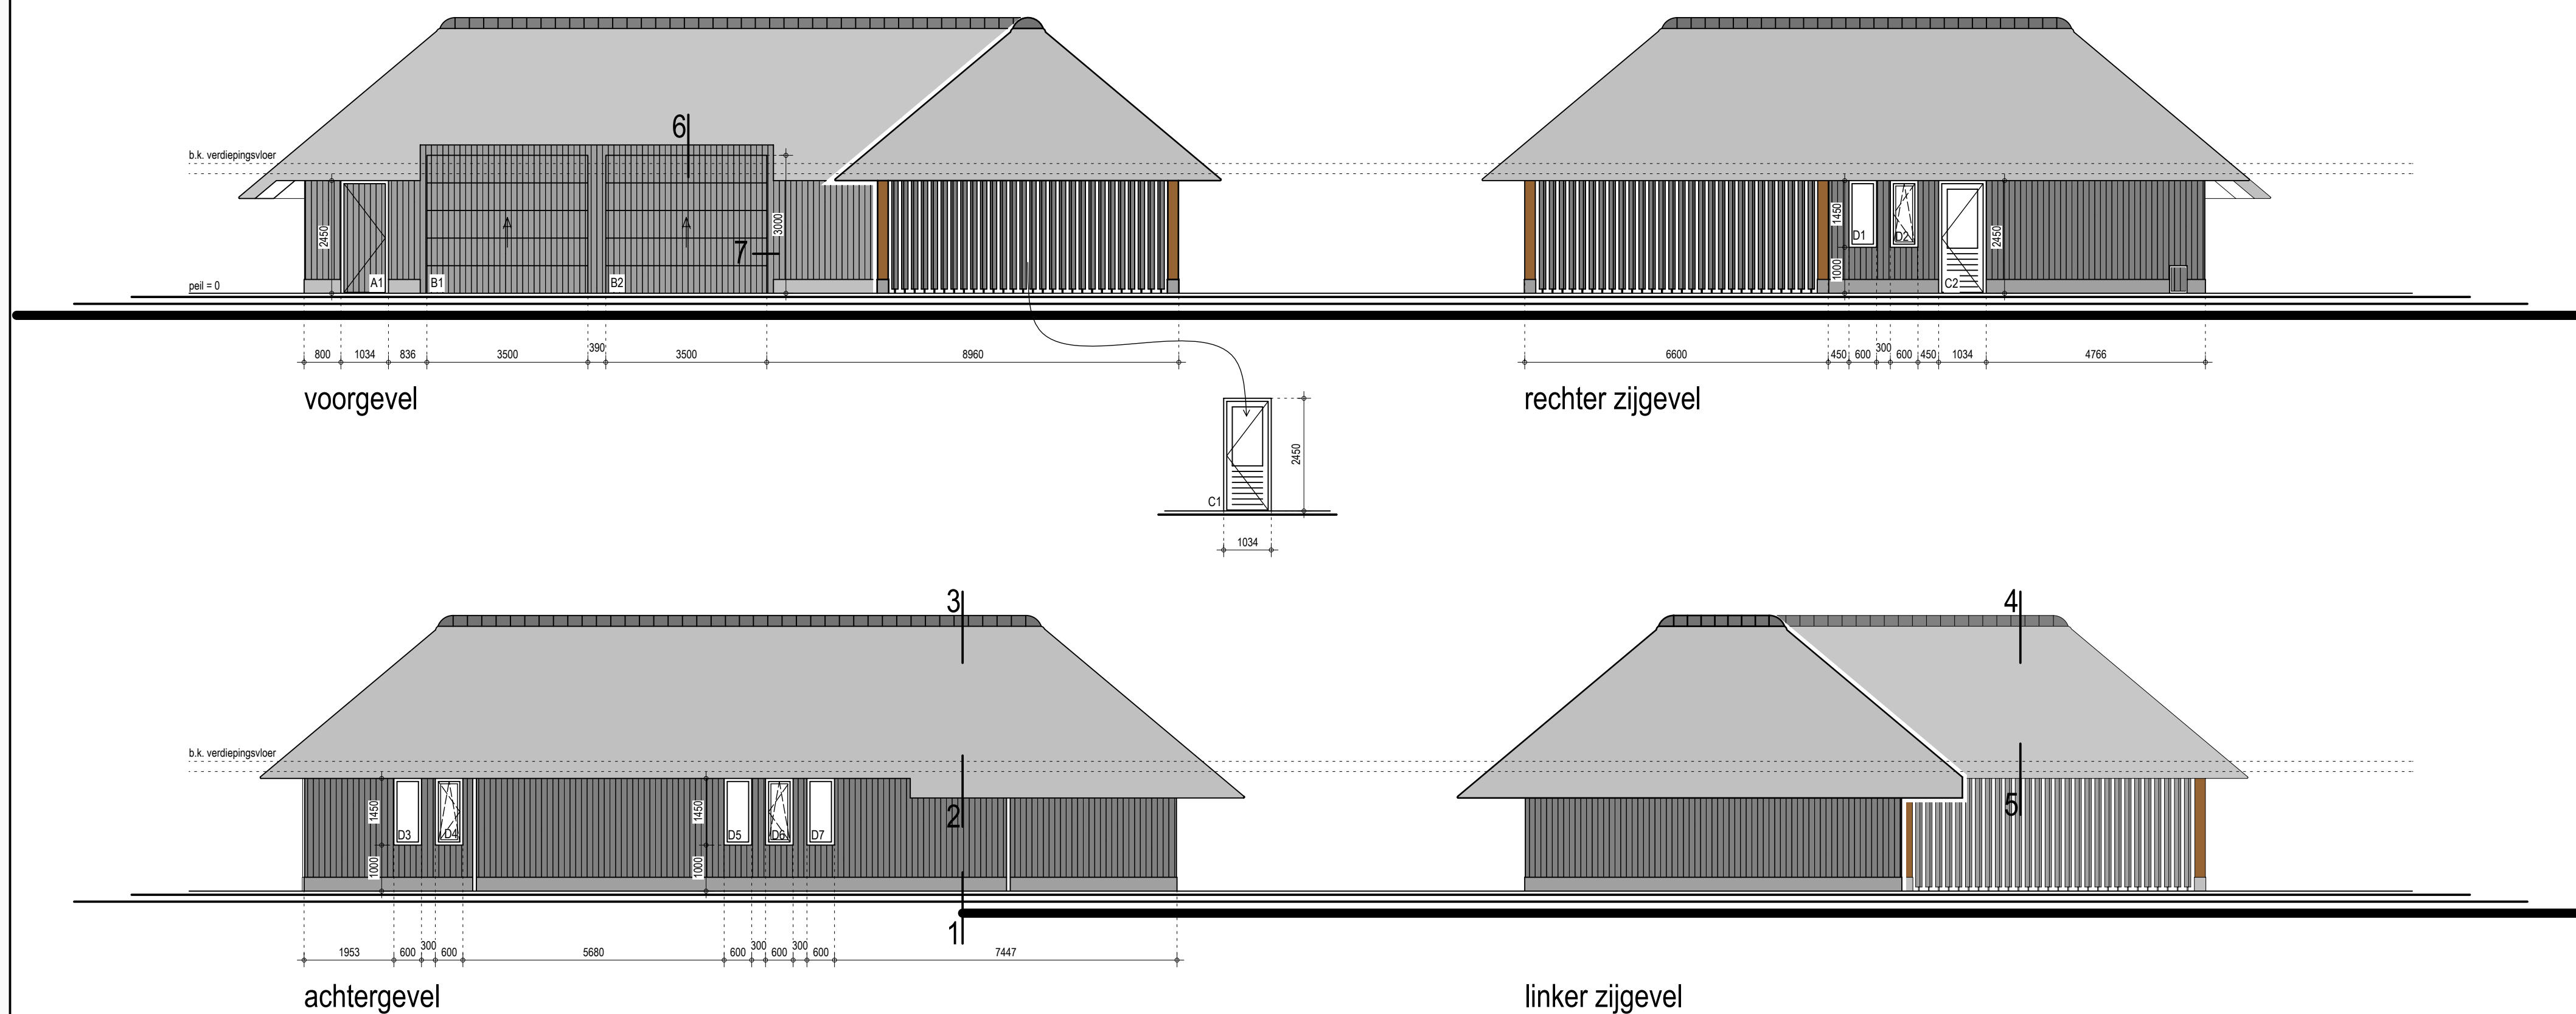 6
b.k. verdiepingsvloer
2450
7
3000
peil = 0
A1
B1
B2
800
1034
836
3500
390
3500
8960
voorgevel
1450
1000
D1
D2
C2
2450
6600
450
600
300
600
450
1034
4766
rechter zijgevel
2450
C1
1034
3
b.k. verdiepingsvloer
2
1450
1000
D3
D4
1450
1000
D5
D6
D7
1
1953
600
300
600
5680
600
300
600
300
600
7447
achtergevel
4
5
linker zijgevel